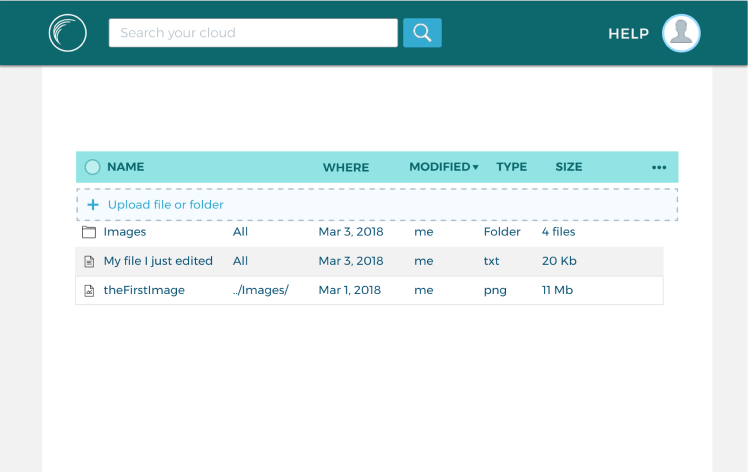 Search your cloud
HELP
NAME WHERE MODIFIED TYPE SIZE
Upload file or folder
Images All Mar 3, 2018 me Folder 4 files
My file I just edited All Mar 3, 2018 me txt 20 Kb
theFirstImage ../Images/ Mar 1, 2018 me png 11 Mb